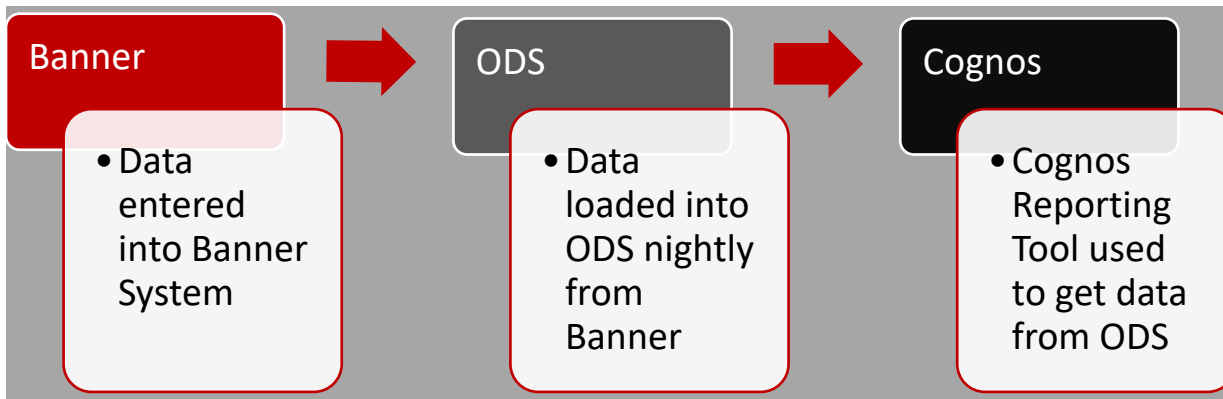 Banner
• Data
entered
into Banner
System
ODS
• Data
loaded into
ODS nightly
from
Banner
Cognos
• Cognos
Reporting
Tool used
to get data
from ODS